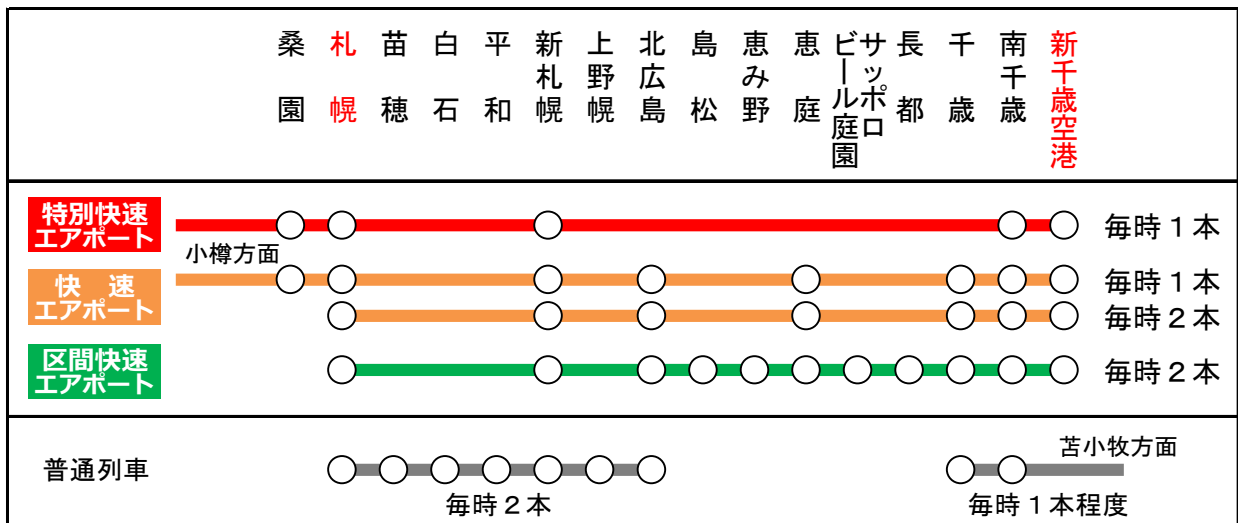 桑園
札幌
苗穂
白石
平和
新札幌
上野幌
北広島
島松
恵み野
恵庭
サッポロ
ビール庭園
長都
千歳
南千歳
新千歳空港
特別快速
エアポート
毎時１本
小樽方面
快　速
エアポート
毎時１本
毎時２本
区間快速
エアポート
毎時２本
普通列車
毎時２本
苫小牧方面
毎時１本程度